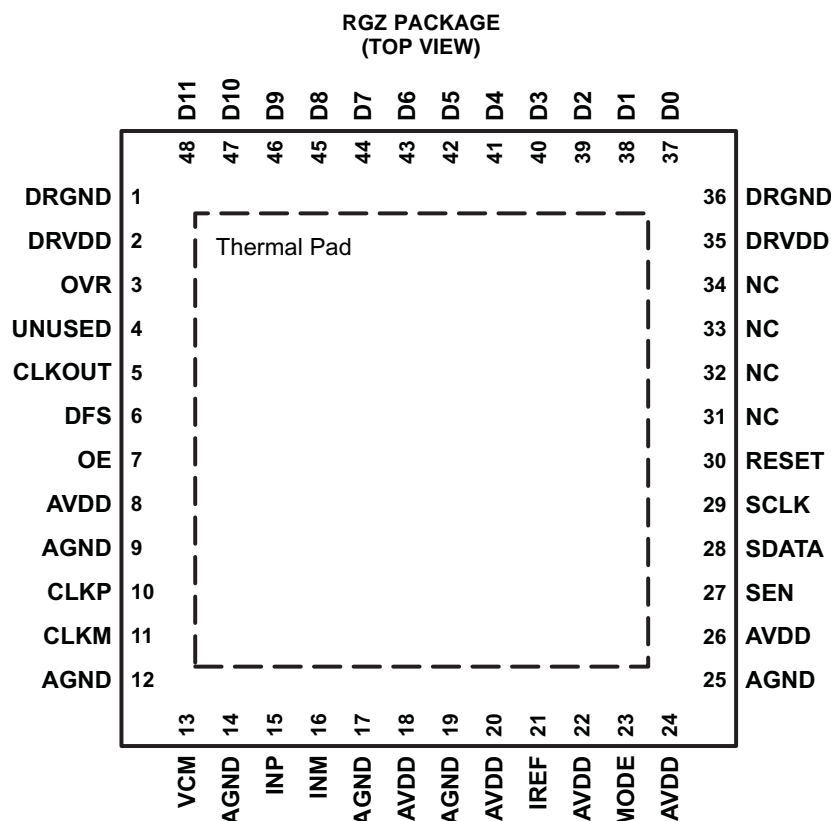 RGZ PACKAGE
(TOP VIEW)
D11 D10 D9 D8 D7 D6 D5 D4 D3 D2 D1 D0
48 47 46 45 44 43 42 41 40 39 38 37
DRGND 1 36 DRGND
DRVDD 2 Thermal Pad 35 DRVDD
OVR 3 34 NC
UNUSED 4 33 NC
CLKOUT 5 32 NC
DFS 6 31 NC
OE 7 30 RESET
AVDD 8 29 SCLK
AGND 9 28 SDATA
CLKP 10 27 SEN
CLKM 11 26 AVDD
AGND 12 25 AGND
13 14 15 16 17 18 19 20 21 22 23 24
VCM AGND INP INM AGND AVDD AGND AVDD IREF AVDD MODE AVDD